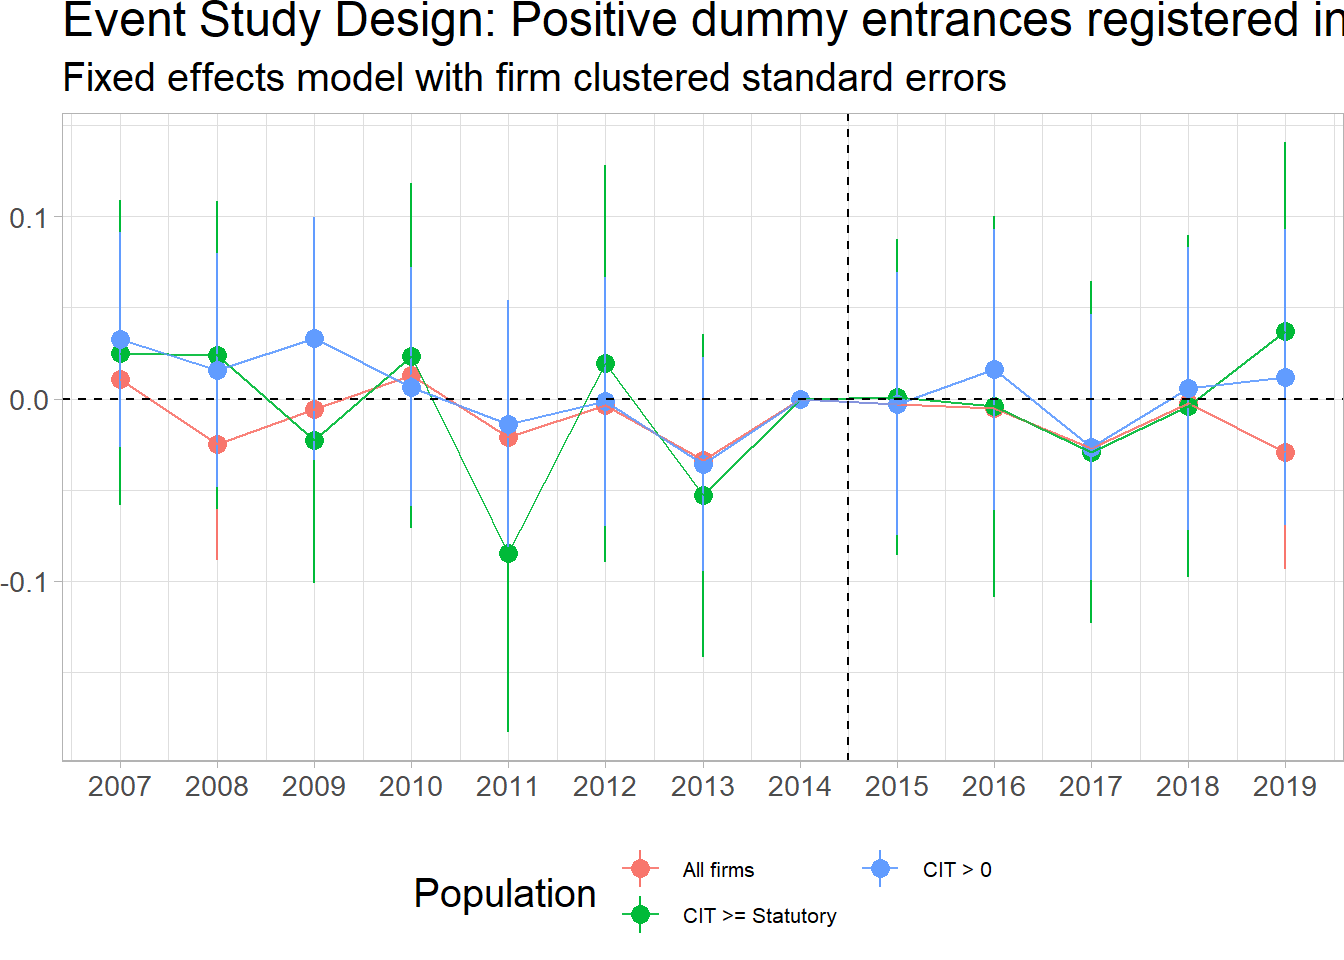 Event Study Design: Positive dummy entrances registered in
Fixed effects model with firm clustered standard errors
0.1
0.0
-0.1
2007 2008 2009 2010 2011 2012 2013 2014 2015 2016 2017 2018 2019
Population
All firms
CIT >= Statutory
CIT > 0